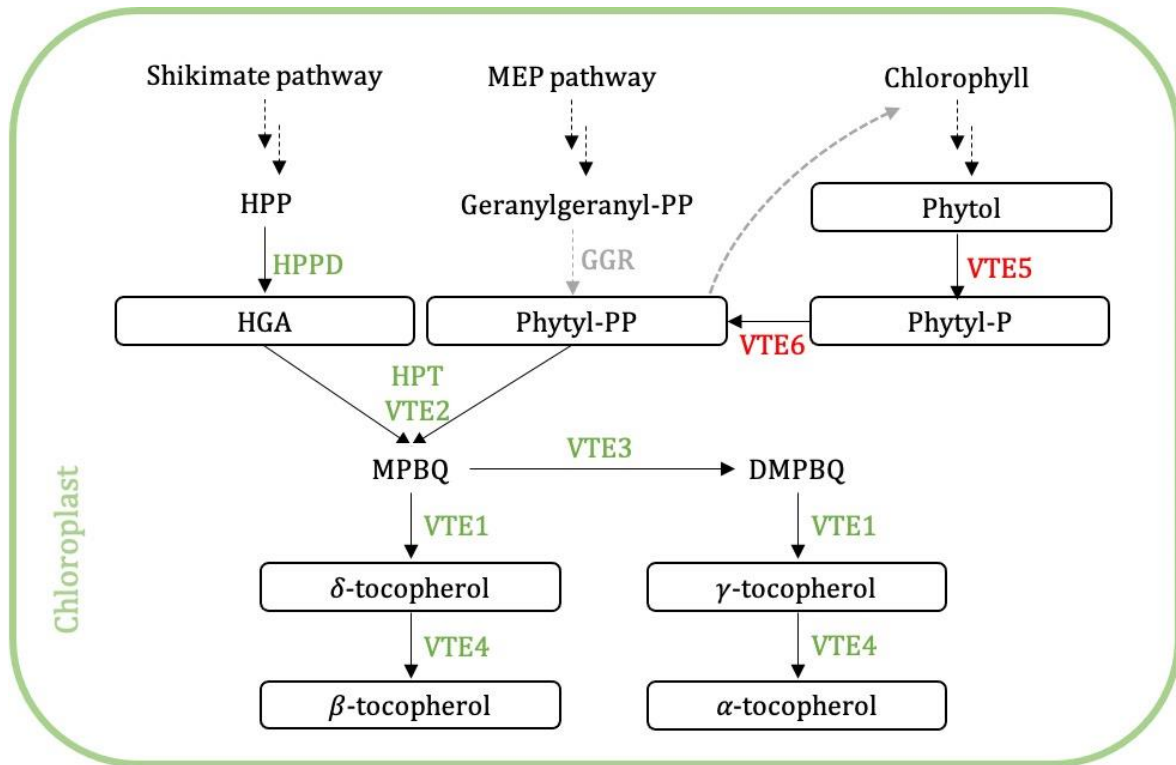 Shikimate pathway
MEP pathway
Chlorophyll
HPP
Geranylgeranyl-PP
Phytol
HPPD
GGR
VTE5
HGA
Phytyl-PP
Phytyl-P
VTE6
HPT
VTE2
VTE3
MPBQ
DMPBQ
VTE1
VTE1
δ-tocopherol
γ-tocopherol
VTE4
VTE4
β-tocopherol
α-tocopherol
Chloroplast